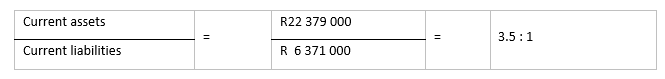 Current assets
=
R22 379 000
=
3.5 : 1
Current liabilities
R 6 371 000